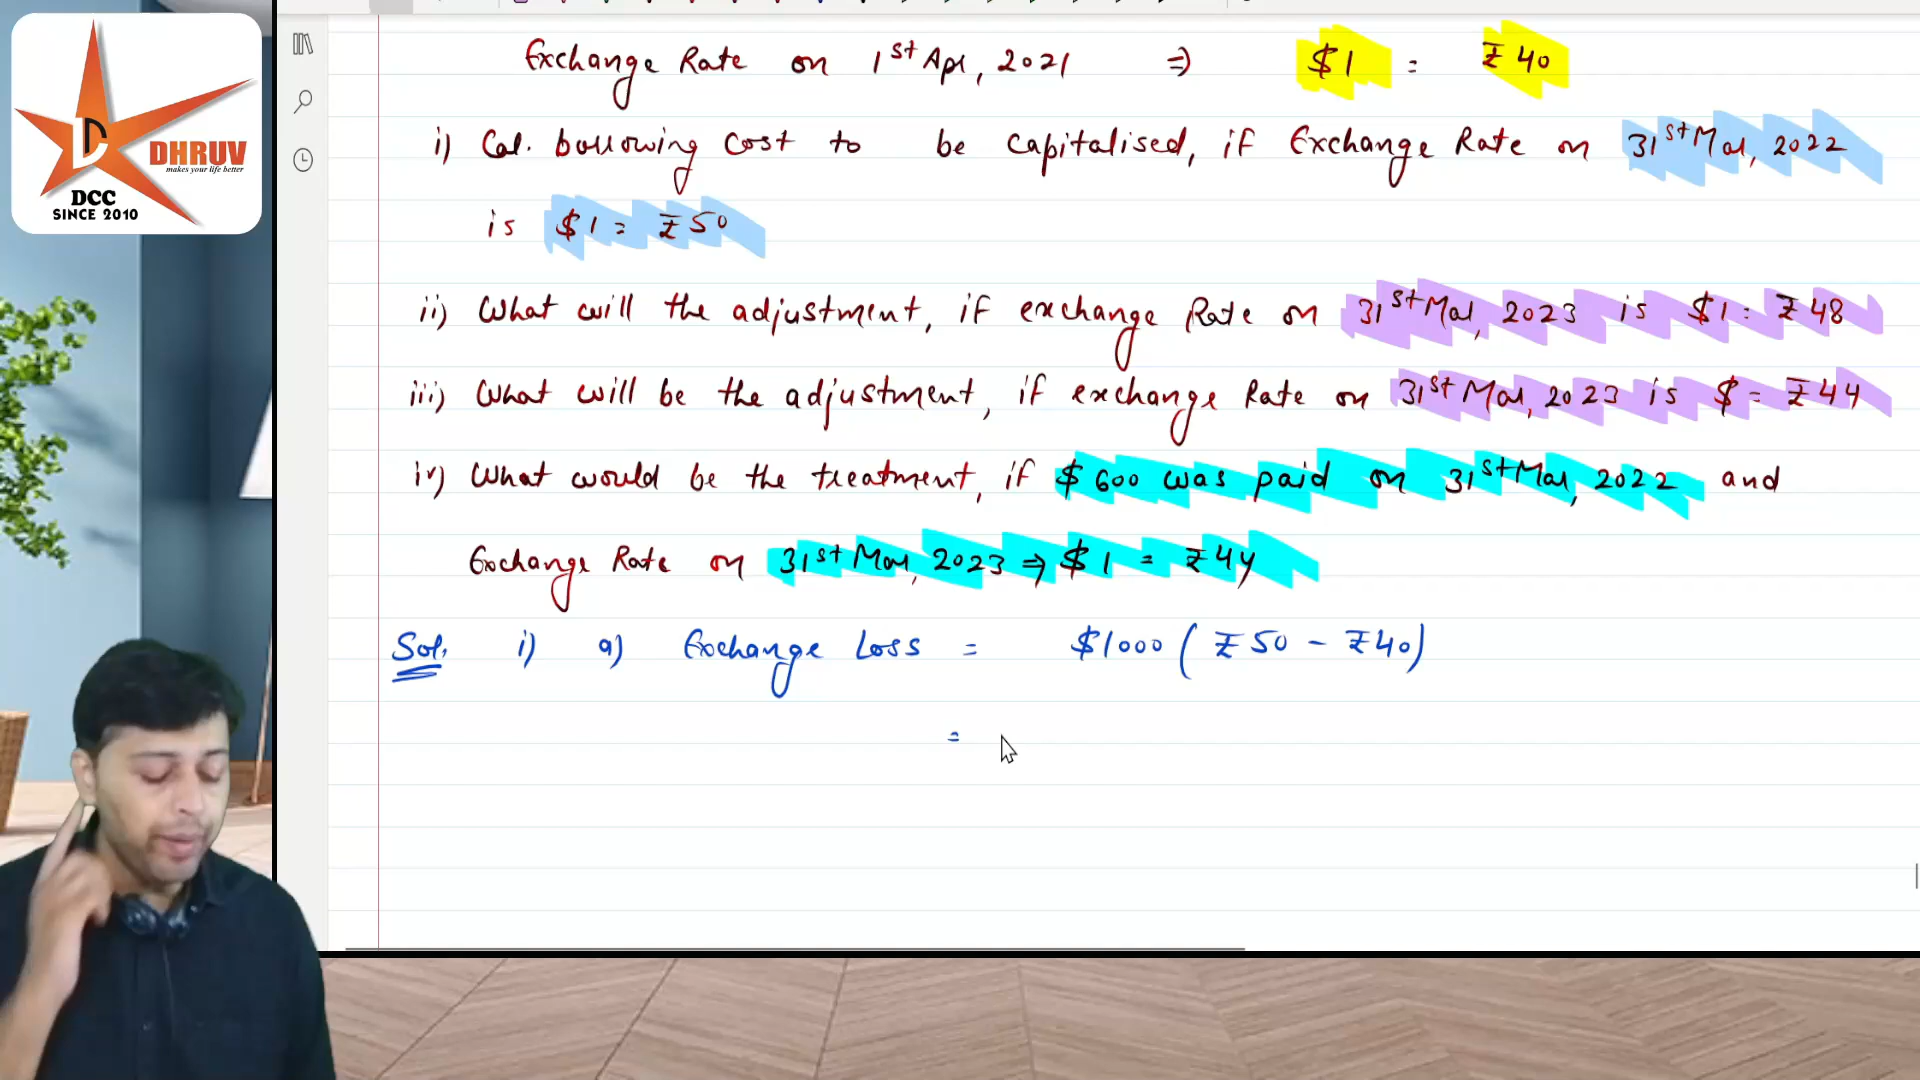 DHRUV
makes your life better
DCC
SINCE 2010
Exchange Rate on 1st Apr, 2021 ⇒ $1 = ₹40
i) Cal. borrowing cost to be capitalised, if Exchange Rate on 31st Mar, 2022
is $1 = ₹50
ii) What will the adjustment, if exchange Rate on 31st Mar, 2023 is $1 = ₹48
iii) What will be the adjustment, if exchange Rate on 31st Mar, 2023 is $ = ₹44
iv) What would be the treatment, if $600 was paid on 31st Mar, 2022 and
Exchange Rate on 31st Mar, 2023 ⇒ $1 = ₹44
Sol. i) a) Exchange Loss = $1000 (₹50 - ₹40)
=